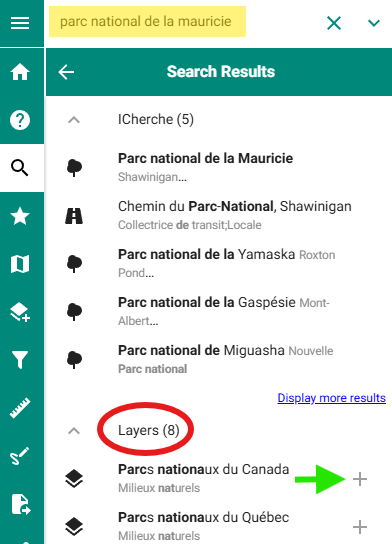 parc national de la mauricie
Search Results
ICherche (5)
Parc national de la Mauricie
Shawinigan...
Chemin du Parc-National, Shawinigan
Collectrice de transit;Locale
Parc national de la Yamaska Roxton
Pond...
Parc national de la Gaspésie Mont-
Albert...
Parc national de Miguasha Nouvelle
Parc national
Display more results
Layers (8)
Parcs nationaux du Canada
Milieux naturels
Parcs nationaux du Québec
Milieux naturels